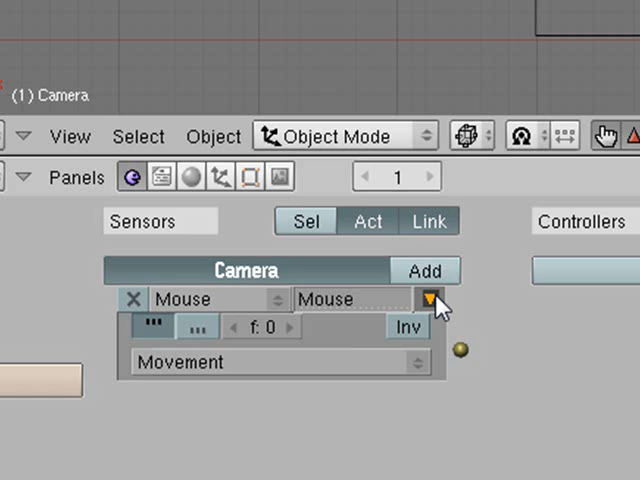 (1) Camera
View Select Object Object Mode
Panels 1
Sensors Sel Act Link Controllers
Camera Add
Mouse Mouse
f: 0 Inv
Movement